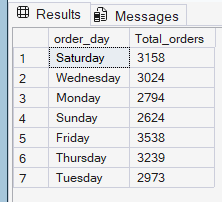 Results Messages
order_day Total_orders
1 Saturday 3158
2 Wednesday 3024
3 Monday 2794
4 Sunday 2624
5 Friday 3538
6 Thursday 3239
7 Tuesday 2973